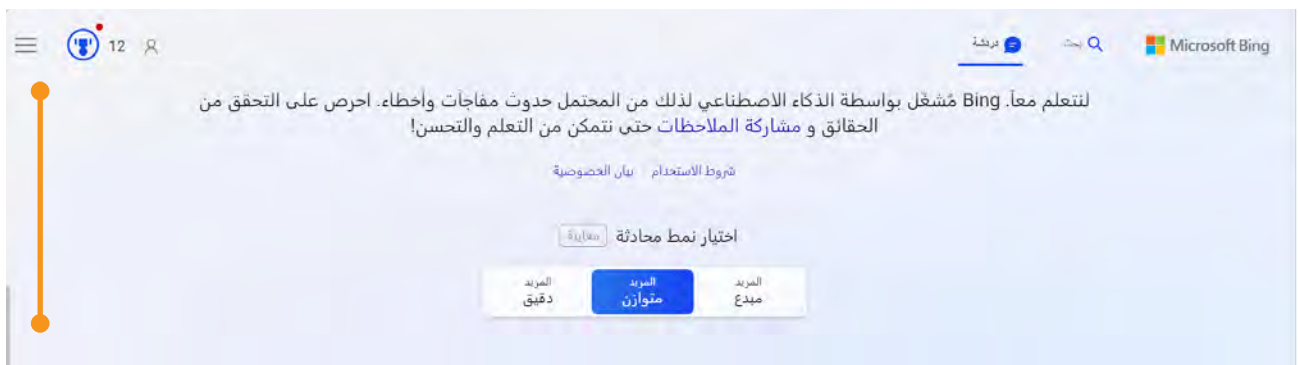 Microsoft Bing
بحث
دردشة
12
لنتعلم معاً. Bing مُشغّل بواسطة الذكاء الاصطناعي لذلك من المحتمل حدوث مفاجآت وأخطاء. احرص على التحقق من
الحقائق و مشاركة الملاحظات حتى نتمكن من التعلم والتحسن!
شروط الاستخدام بيان الخصوصية
اختيار نمط محادثة معاينة
المزيد المزيد المزيد
مبدع متوازن دقيق